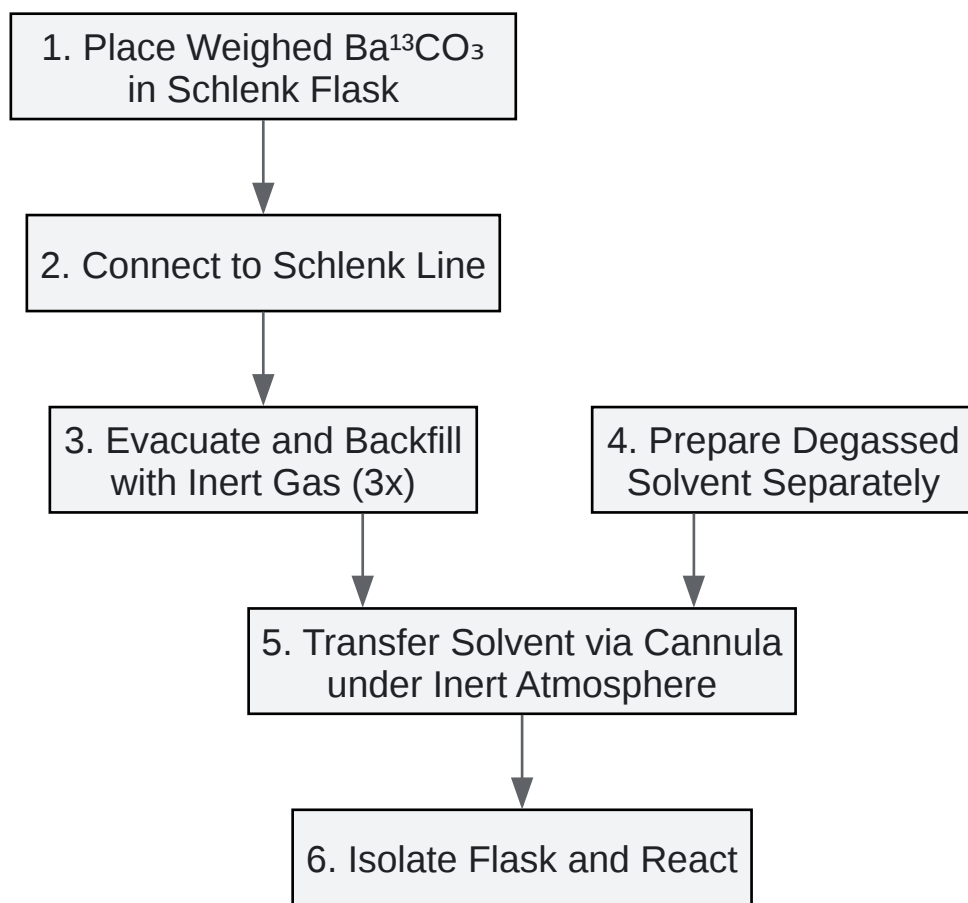 1. Place Weighed Ba¹³CO₃
in Schlenk Flask
2. Connect to Schlenk Line
3. Evacuate and Backfill
with Inert Gas (3x)
4. Prepare Degassed
Solvent Separately
5. Transfer Solvent via Cannula
under Inert Atmosphere
6. Isolate Flask and React